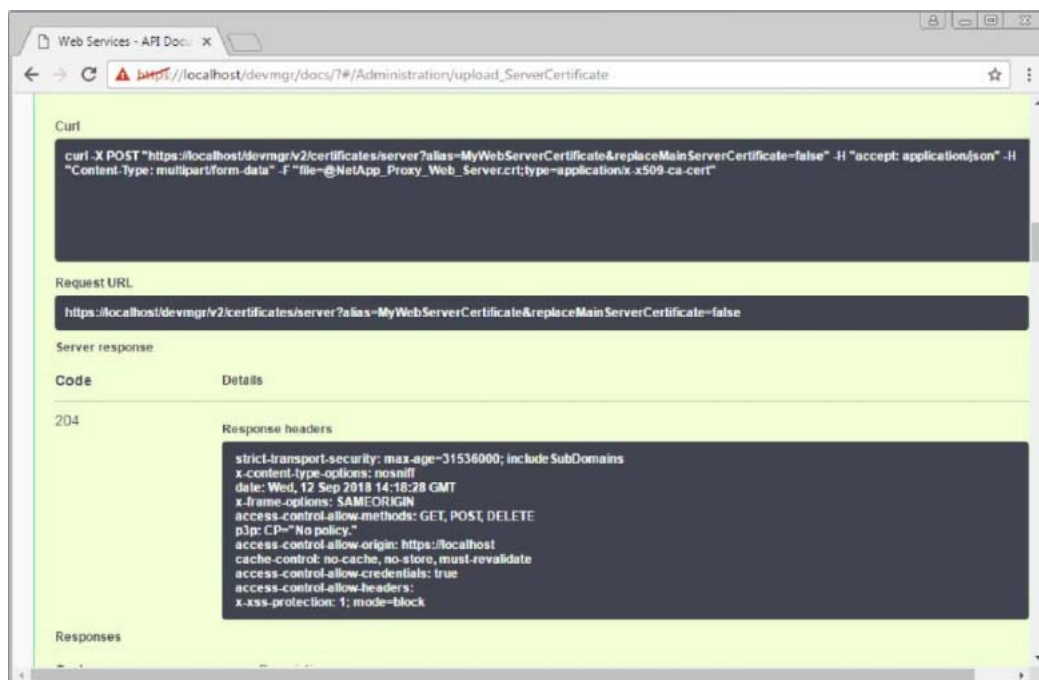 Web Services - API Docu
https://localhost/devmgr/docs/?#/Administration/upload_ServerCertificate
Curl
curl -X POST "https://localhost/devmgr/v2/certificates/server?alias=MyWebServerCertificate&replaceMainServerCertificate=false" -H "accept: application/json" -H
"Content-Type: multipart/form-data" -F "file=@NetApp_Proxy_Web_Server.crt;type=application/x-x509-ca-cert"
Request URL
https://localhost/devmgr/v2/certificates/server?alias=MyWebServerCertificate&replaceMainServerCertificate=false
Server response
Code Details
204
Response headers
strict-transport-security: max-age=31536000; includeSubDomains
x-content-type-options: nosniff
date: Wed, 12 Sep 2018 14:18:28 GMT
x-frame-options: SAMEORIGIN
access-control-allow-methods: GET, POST, DELETE
p3p: CP="No policy."
access-control-allow-origin: https://localhost
cache-control: no-cache, no-store, must-revalidate
access-control-allow-credentials: true
access-control-allow-headers:
x-xss-protection: 1; mode=block
Responses